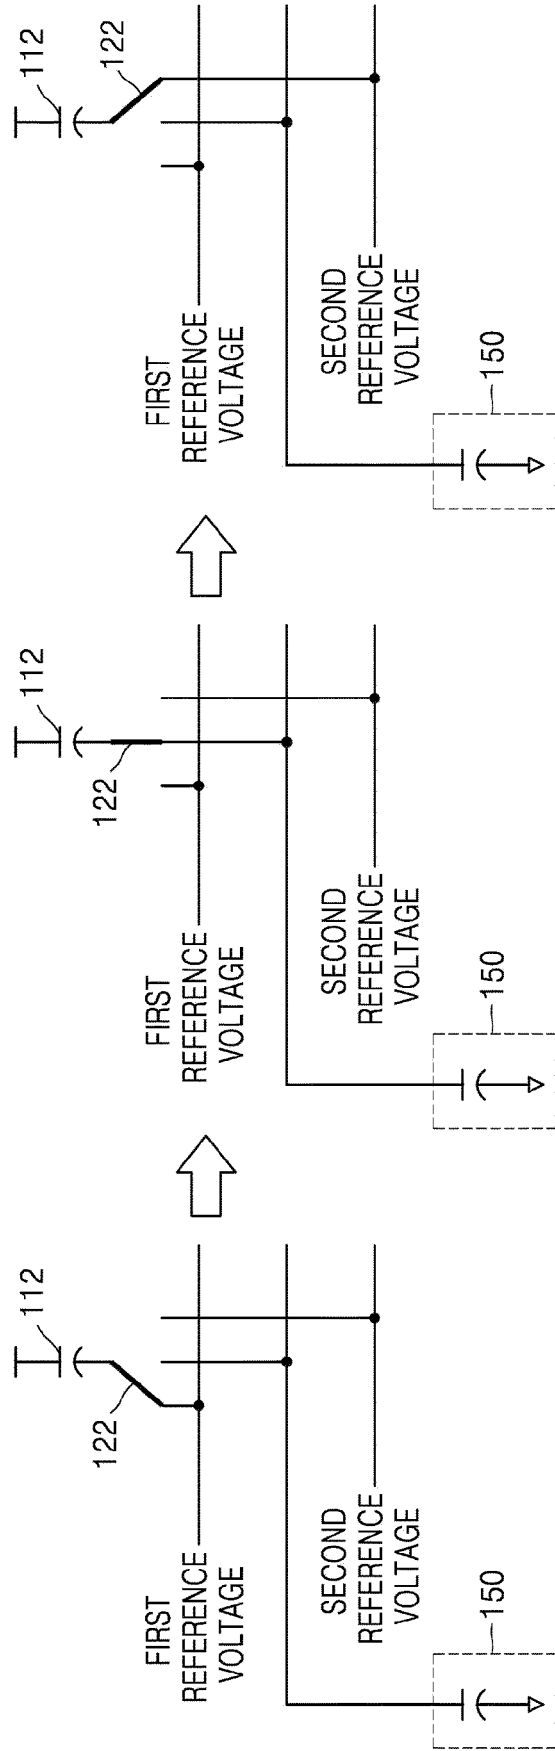 112
122
FIRST
REFERENCE
VOLTAGE
SECOND
REFERENCE
VOLTAGE
150
112
122
FIRST
REFERENCE
VOLTAGE
SECOND
REFERENCE
VOLTAGE
150
112
122
FIRST
REFERENCE
VOLTAGE
SECOND
REFERENCE
VOLTAGE
150